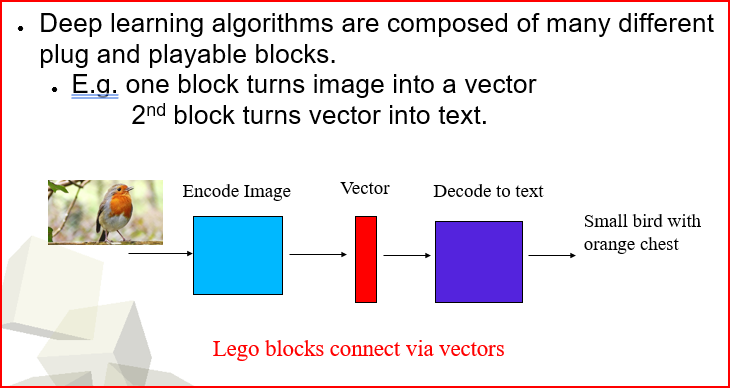 Deep learning algorithms are composed of many different
plug and playable blocks.
E.g. one block turns image into a vector
2nd block turns vector into text.
Encode Image
Vector
Decode to text
Small bird with
orange chest
Lego blocks connect via vectors